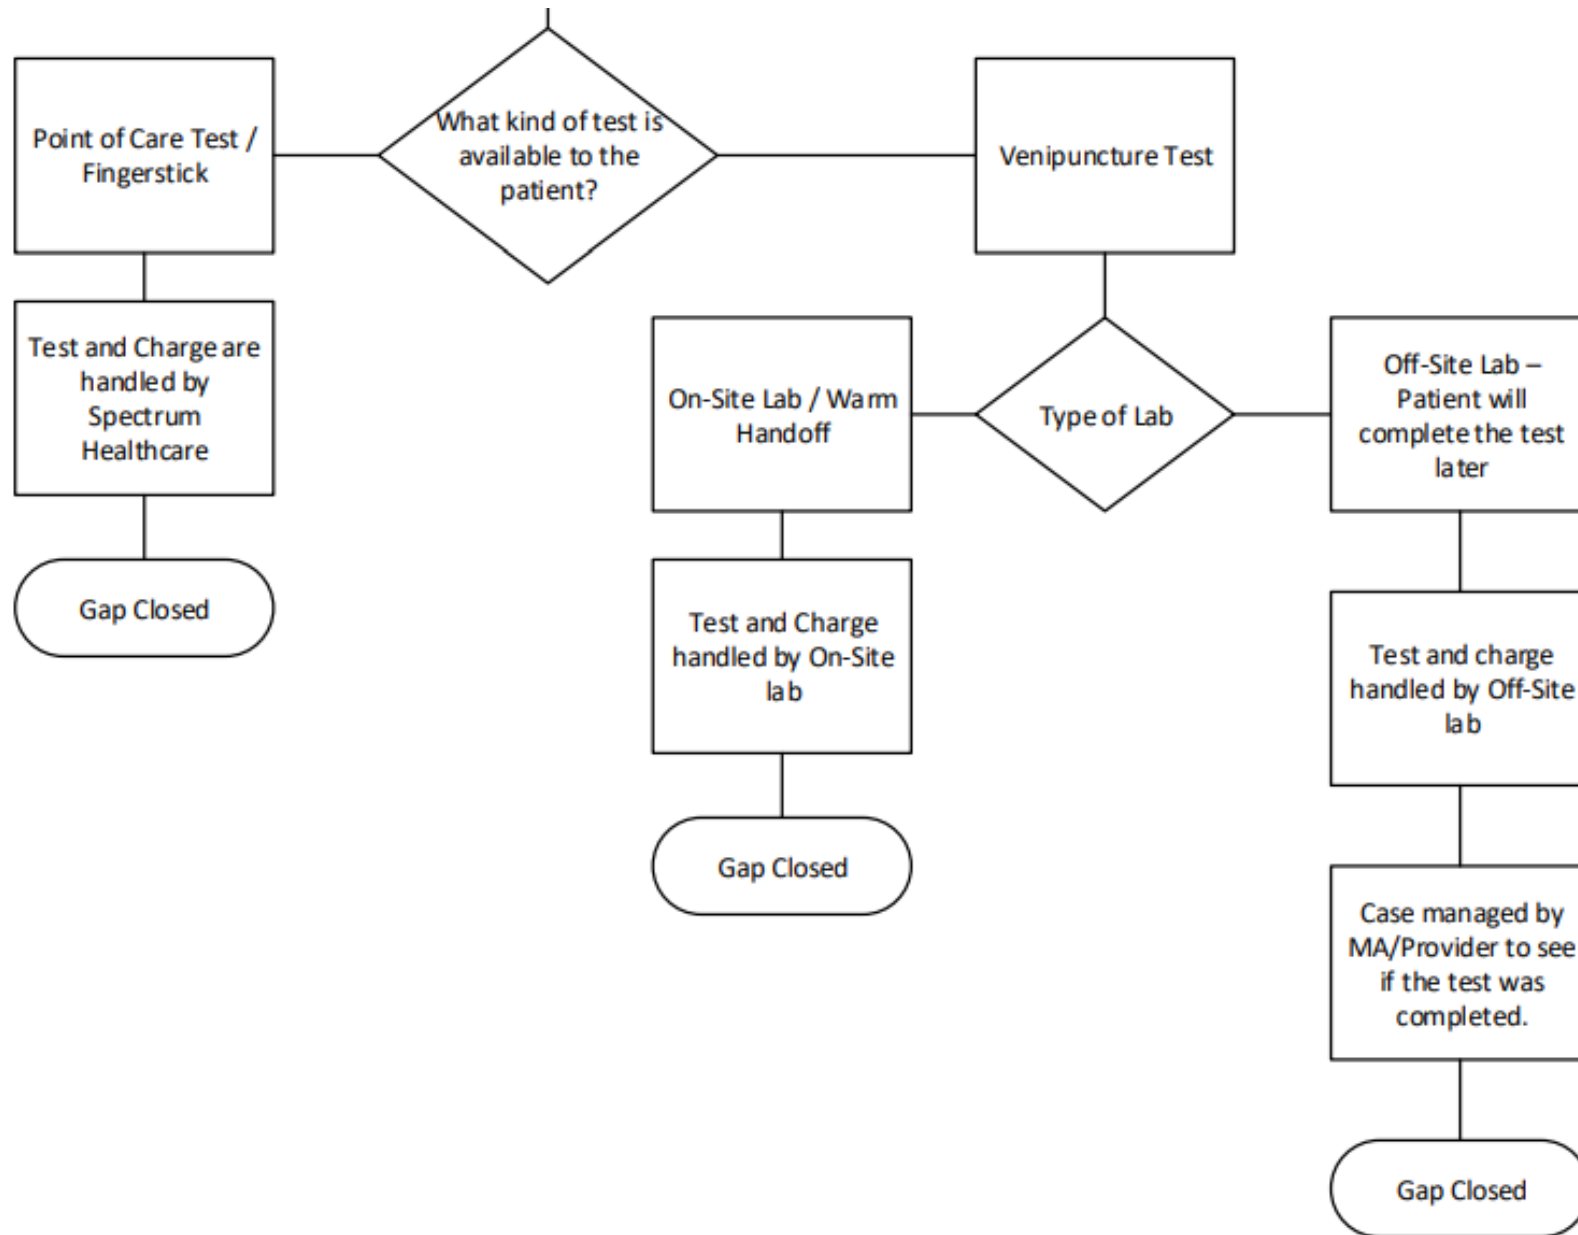 What kind of test is
available to the
patient?
Point of Care Test /
Fingerstick
Venipuncture Test
Test and Charge are
handled by
Spectrum
Healthcare
Gap Closed
Type of Lab
On-Site Lab / Warm
Handoff
Test and Charge
handled by On-Site
lab
Gap Closed
Off-Site Lab –
Patient will
complete the test
later
Test and charge
handled by Off-Site
lab
Case managed by
MA/Provider to see
if the test was
completed.
Gap Closed